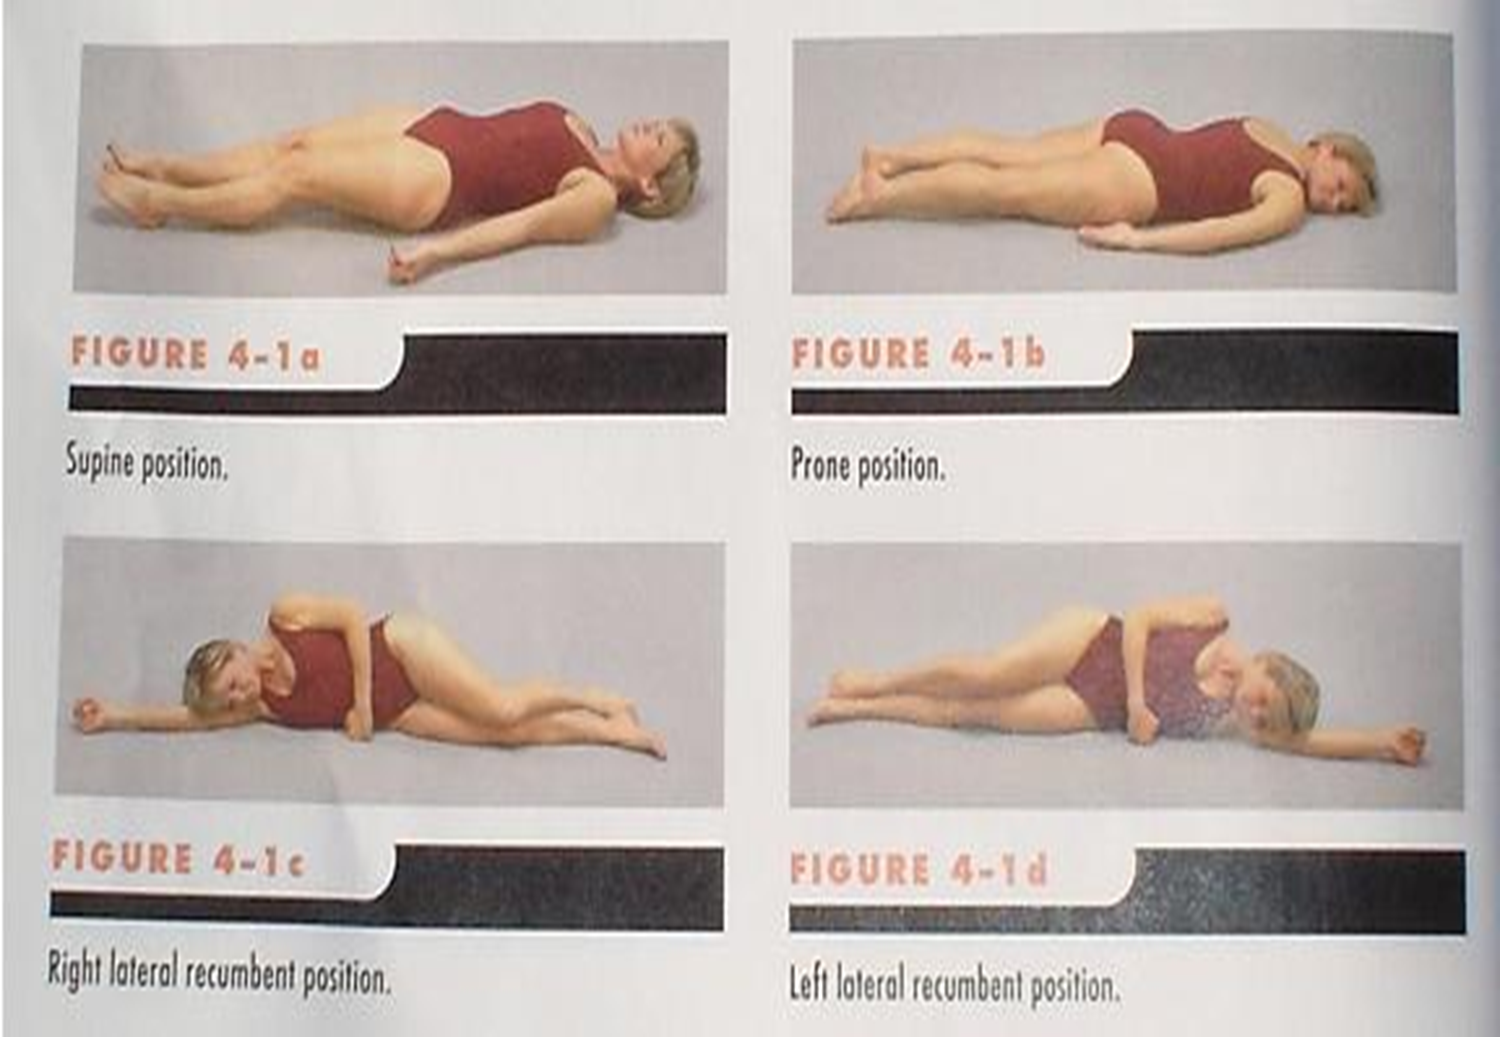 FIGURE 4-1a
Supine position.
FIGURE 4-1b
Prone position.
FIGURE 4-1c
Right lateral recumbent position.
FIGURE 4-1d
Left lateral recumbent position.